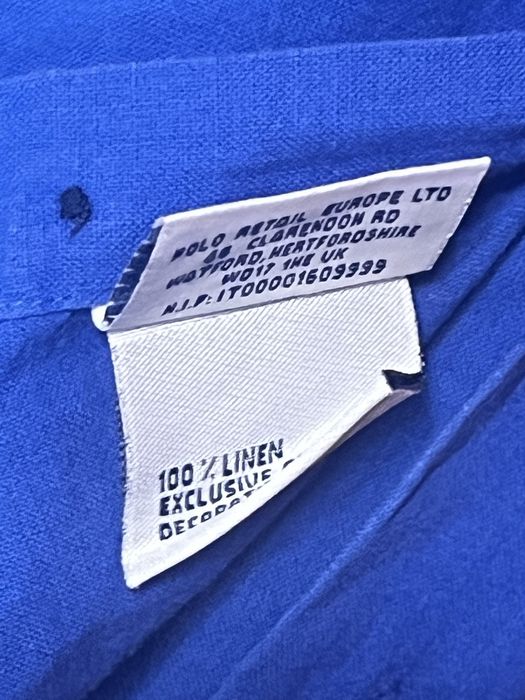 POLO RETAIL EUROPE LTD
CLARENDON RD
WATFORD, HERTFORDSHIRE
WD17 1HE UK
N.I.F: IT00001609999
100 % LINEN
EXCLUSIVE